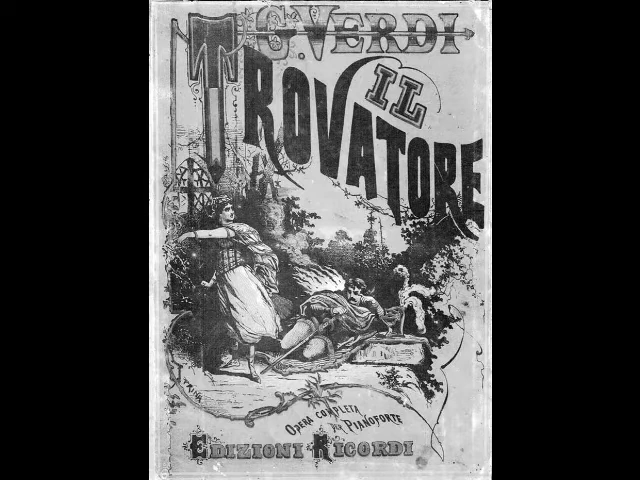 G. VERDI
IL
TROVATORE
OPERA COMPLETA
PER PIANOFORTE
EDIZIONI RICORDI